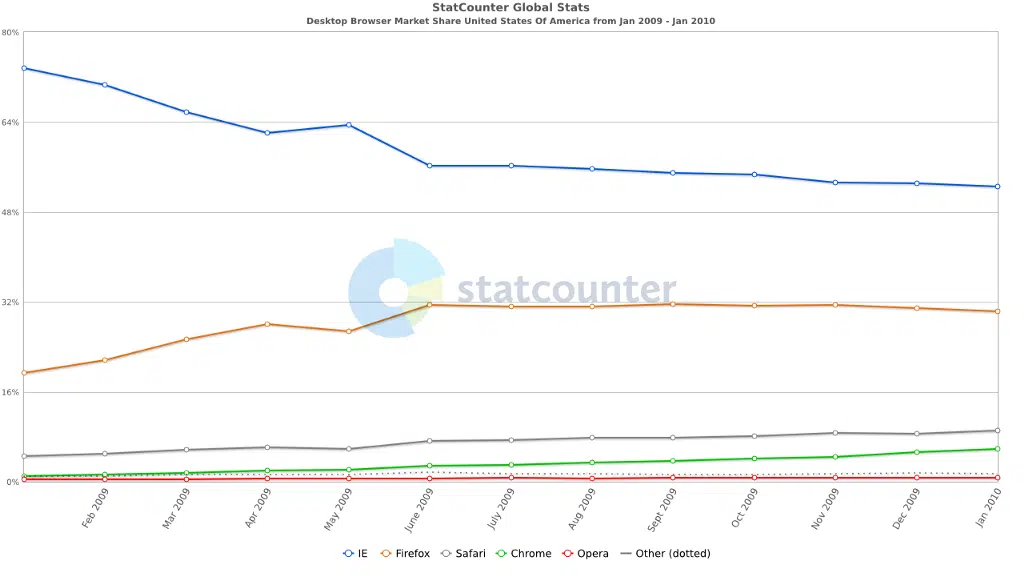 StatCounter Global Stats
Desktop Browser Market Share United States Of America from Jan 2009 - Jan 2010
80%
64%
48%
32%
16%
0%
statcounter
Feb 2009
Mar 2009
Apr 2009
May 2009
June 2009
July 2009
Aug 2009
Sept 2009
Oct 2009
Nov 2009
Dec 2009
Jan 2010
IE Firefox Safari Chrome Opera Other (dotted)